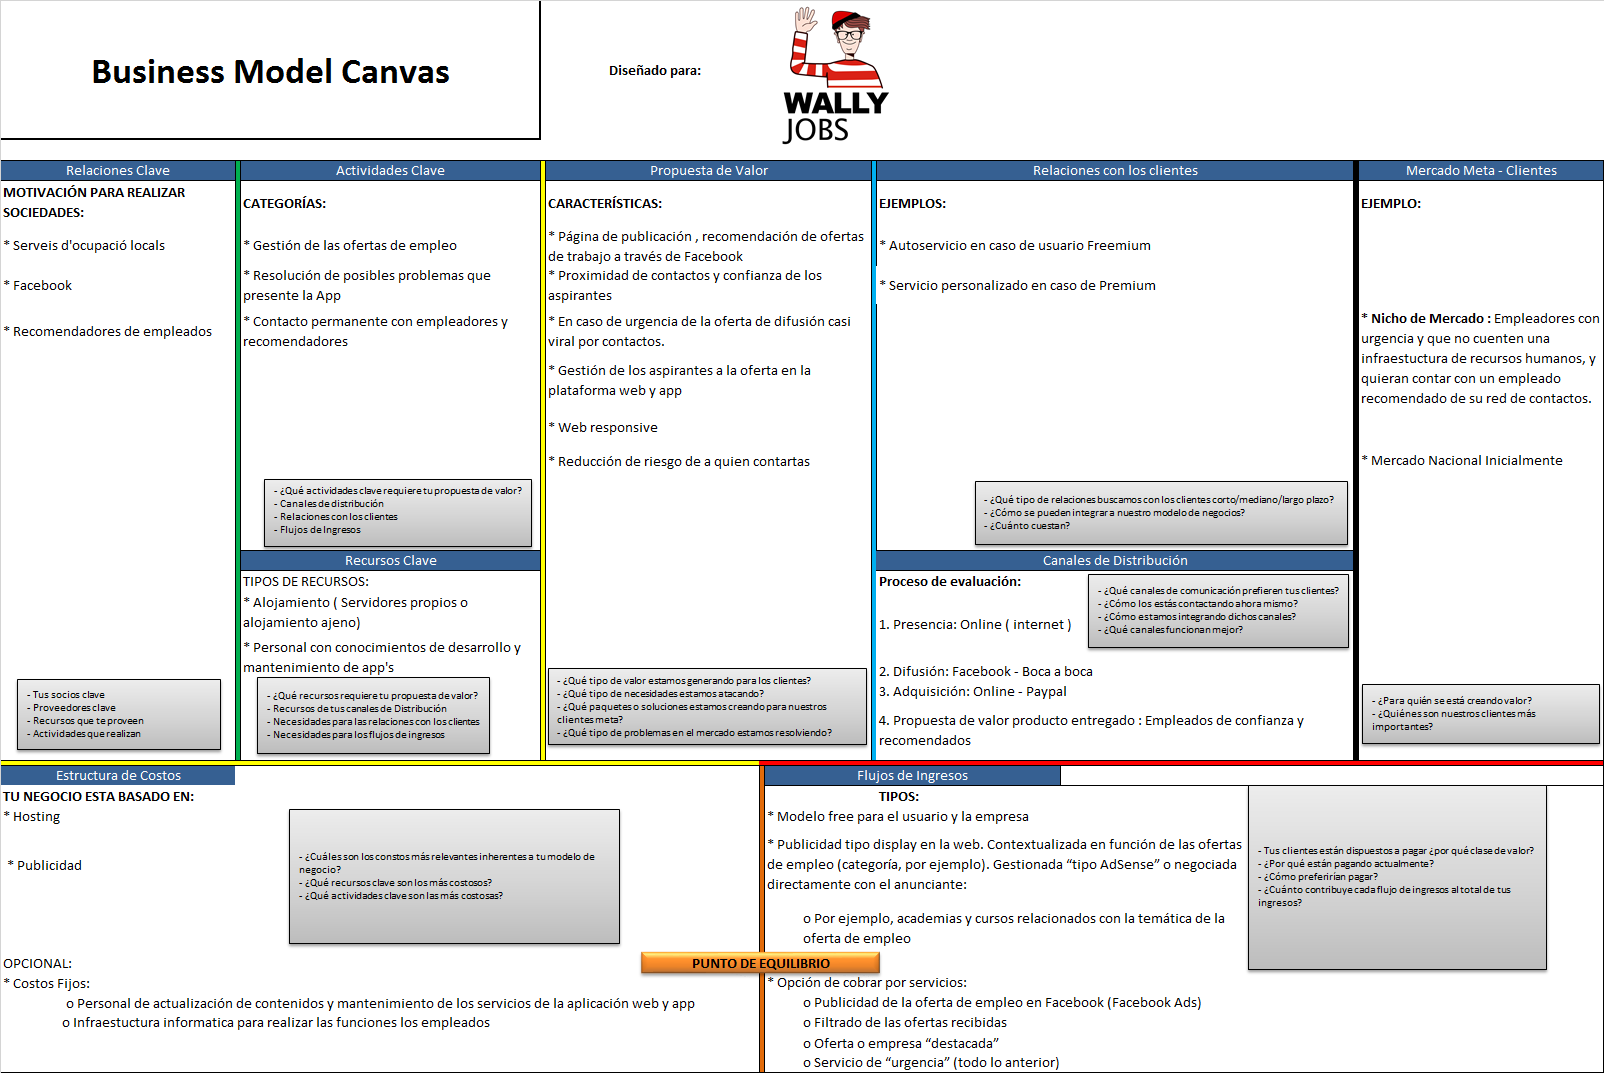 Business Model Canvas
Diseñado para:
WALLY
JOBS
Relaciones Clave
MOTIVACIÓN PARA REALIZAR
SOCIEDADES:
* Serveis d'ocupació locals
* Facebook
* Recomendadores de empleados
- Tus socios clave
- Proveedores clave
- Recursos que te proveen
- Actividades que realizan
Actividades Clave
CATEGORÍAS:
* Gestión de las ofertas de empleo
* Resolución de posibles problemas que
presente la App
* Contacto permanente con empleadores y
recomendadores
- ¿Qué actividades clave requiere tu propuesta de valor?
- Canales de distribución
- Relaciones con los clientes
- Flujos de Ingresos
Recursos Clave
TIPOS DE RECURSOS:
* Alojamiento ( Servidores propios o
alojamiento ajeno)
* Personal con conocimientos de desarrollo y
mantenimiento de app's
- ¿Qué recursos requiere tu propuesta de valor?
- Recursos de tus canales de Distribución
- Necesidades para las relaciones con los clientes
- Necesidades para los flujos de ingresos
Propuesta de Valor
CARACTERÍSTICAS:
* Página de publicación , recomendación de ofertas
de trabajo a través de Facebook
* Proximidad de contactos y confianza de los
aspirantes
* En caso de urgencia de la oferta de difusión casi
viral por contactos.
* Gestión de los aspirantes a la oferta en la
plataforma web y app
* Web responsive
* Reducción de riesgo de a quien contartas
- ¿Qué tipo de valor estamos generando para los clientes?
- ¿Qué tipo de necesidades estamos atacando?
- ¿Qué paquetes o soluciones estamos creando para nuestros
clientes meta?
- ¿Qué tipo de problemas en el mercado estamos resolviendo?
Relaciones con los clientes
EJEMPLOS:
* Autoservicio en caso de usuario Freemium
* Servicio personalizado en caso de Premium
- ¿Qué tipo de relaciones buscamos con los clientes corto/mediano/largo plazo?
- ¿Cómo se pueden integrar a nuestro modelo de negocios?
- ¿Cuánto cuestan?
Canales de Distribución
Proceso de evaluación:
1. Presencia: Online ( internet )
2. Difusión: Facebook - Boca a boca
3. Adquisición: Online - Paypal
4. Propuesta de valor producto entregado : Empleados de confianza y
recomendados
- ¿Qué canales de comunicación prefieren tus clientes?
- ¿Cómo los estás contactando ahora mismo?
- ¿Cómo estamos integrando dichos canales?
- ¿Qué canales funcionan mejor?
Mercado Meta - Clientes
EJEMPLO:
* Nicho de Mercado : Empleadores con
urgencia y que no cuenten una
infraestuctura de recursos humanos, y
quieran contar con un empleado
recomendado de su red de contactos.
* Mercado Nacional Inicialmente
- ¿Para quién se está creando valor?
- ¿Quiénes son nuestros clientes más
importantes?
Estructura de Costos
TU NEGOCIO ESTA BASADO EN:
* Hosting
* Publicidad
- ¿Cuáles son los constos más relevantes inherentes a tu modelo de
negocio?
- ¿Qué recursos clave son los más costosos?
- ¿Qué actividades clave son las más costosas?
OPCIONAL:
* Costos Fijos:
o Personal de actualización de contenidos y mantenimiento de los servicios de la aplicación web y app
o Infraestuctura informatica para realizar las funciones los empleados
PUNTO DE EQUILIBRIO
Flujos de Ingresos
TIPOS:
* Modelo free para el usuario y la empresa
* Publicidad tipo display en la web. Contextualizada en función de las ofertas
de empleo (categoría, por ejemplo). Gestionada “tipo AdSense” o negociada
directamente con el anunciante:
o Por ejemplo, academias y cursos relacionados con la temática de la
oferta de empleo
* Opción de cobrar por servicios:
o Publicidad de la oferta de empleo en Facebook (Facebook Ads)
o Filtrado de las ofertas recibidas
o Oferta o empresa “destacada”
o Servicio de “urgencia” (todo lo anterior)
- Tus clientes están dispuestos a pagar ¿por qué clase de valor?
- ¿Por qué están pagando actualmente?
- ¿Cómo preferirían pagar?
- ¿Cuánto contribuye cada flujo de ingresos al total de tus
ingresos?